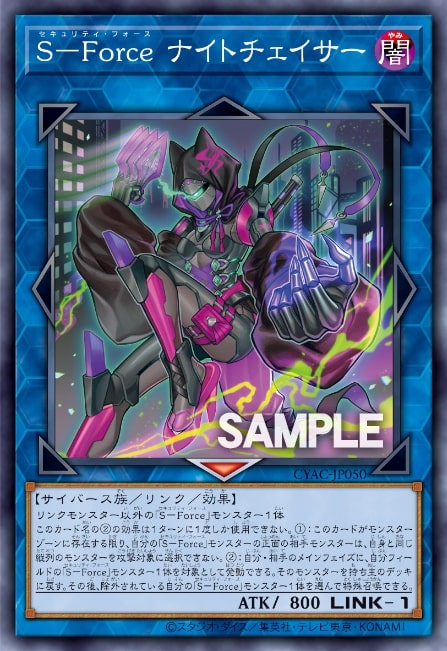 セキュリティ・フォース
S－Force ナイトチェイサー
やみ
闇
SAMPLE
CYAC-JP050
【サイバース族／リンク／効果】
リンクモンスター以外の「S－Force」モンスター1体
このカード名の②の効果は1ターンに1度しか使用できない。①：このカードがモンスター
ゾーンに存在する限り、自分の「S－Force」モンスターの正面の相手モンスターは、自身と同じ
縦列のモンスターを攻撃対象に選択できない。②：自分・相手のメインフェイズに、自分フィー
ルドの「S－Force」モンスター1体を対象として発動できる。そのモンスターを持ち主のデッキ
に戻す。その後、除外されている自分の「S－Force」モンスター1体を選んで特殊召喚できる。
ATK/ 800 LINK－1
©スタジオ・ダイス／集英社・テレビ東京・KONAMI